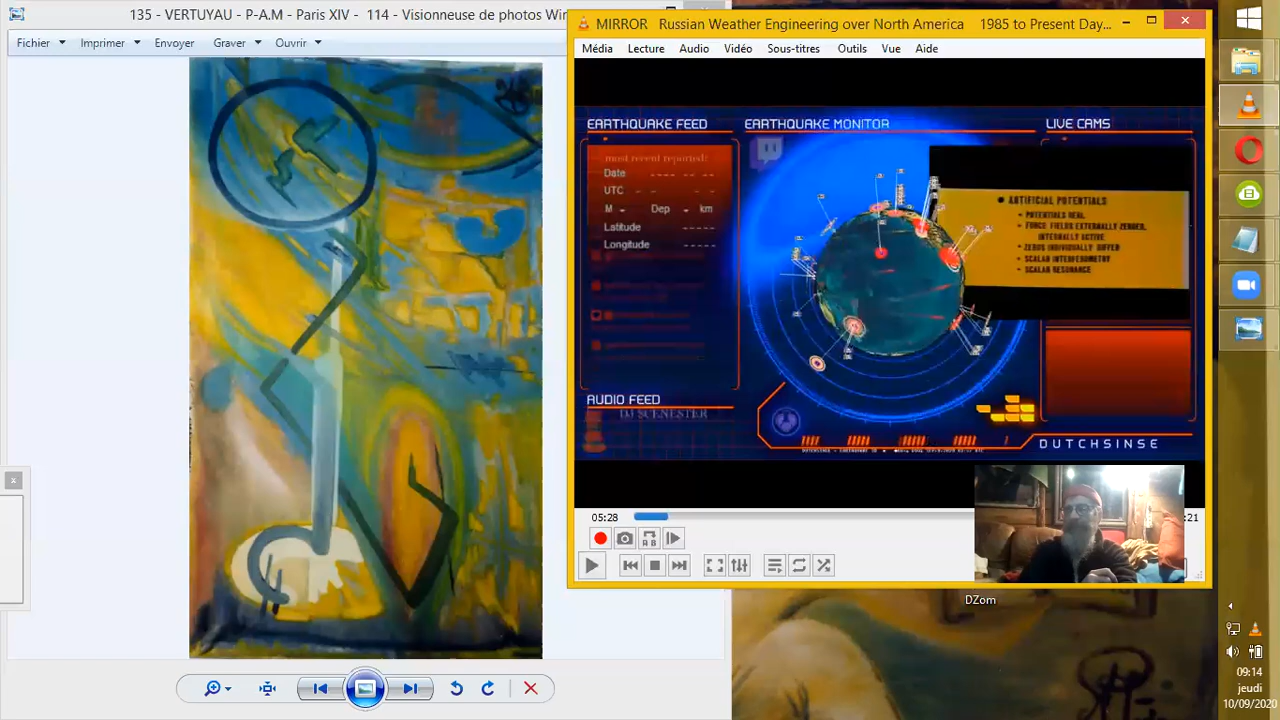 135 - VERTUYAU - P-A-M - Paris XIV - 114 - Visionneuse de photos Win
Fichier Imprimer Envoyer Graver Ouvrir
MIRROR Russian Weather Engineering over North America 1985 to Present Day...
Média Lecture Audio Vidéo Sous-titres Outils Vue Aide
EARTHQUAKE FEED
EARTHQUAKE MONITOR
LIVE CAMS
most recent reported:
Date ---- -- --
UTC - - --
M - Dep - km
Latitude -----
Longitude -----
ARTIFICIAL POTENTIALS
POTENTIALS REAL
FORCE FIELDS EXTERNALLY ZEROED,
INTERNALLY ACTIVE
ZEROS INDIVIDUALLY DIFFER
SCALAR INTERFEROMETRY
SCALAR RESONANCE
AUDIO FEED
DUTCHSINSE
05:28
:21
A B
DZom
09:14
jeudi
10/09/2020